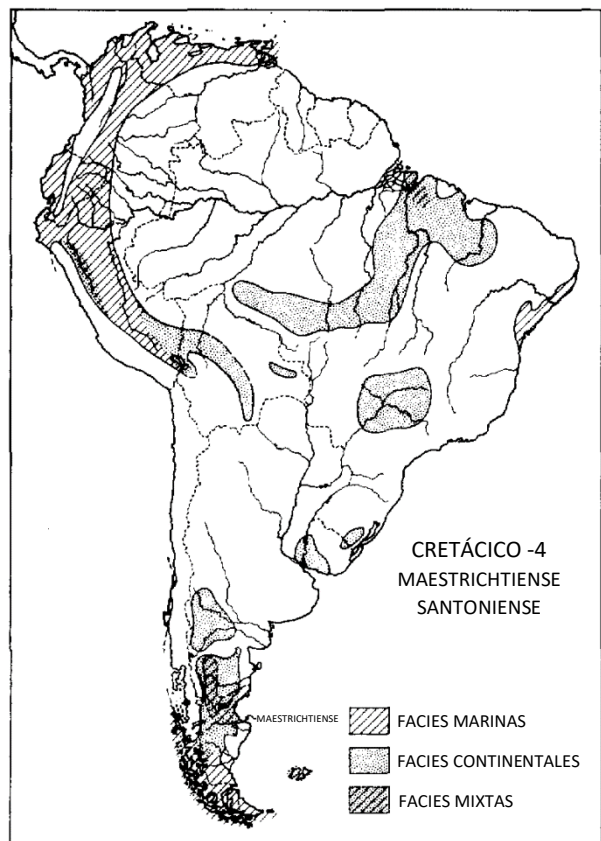 CRETÁCICO -4
MAESTRICHTIENSE
SANTONIENSE
MAESTRICHTIENSE
FACIES MARINAS
FACIES CONTINENTALES
FACIES MIXTAS